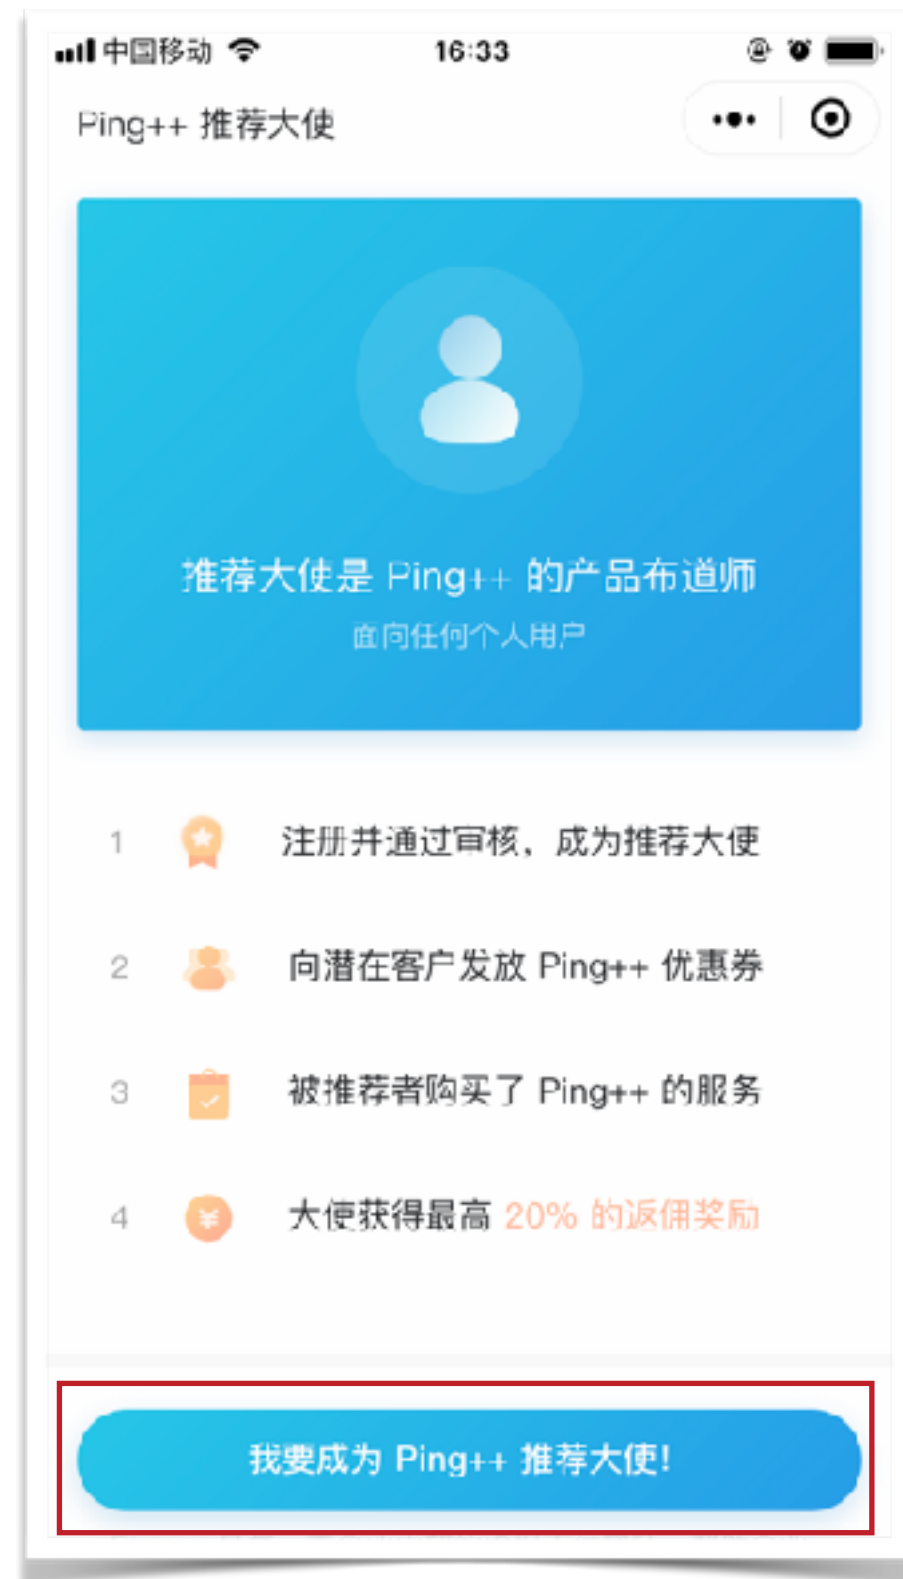 中国移动 16:33
Ping++ 推荐大使
推荐大使是 Ping++ 的产品布道师
面向任何个人用户
1 注册并通过审核，成为推荐大使
2 向潜在客户发放 Ping++ 优惠券
3 被推荐者购买了 Ping++ 的服务
4 大使获得最高 20% 的返佣奖励
我要成为 Ping++ 推荐大使！